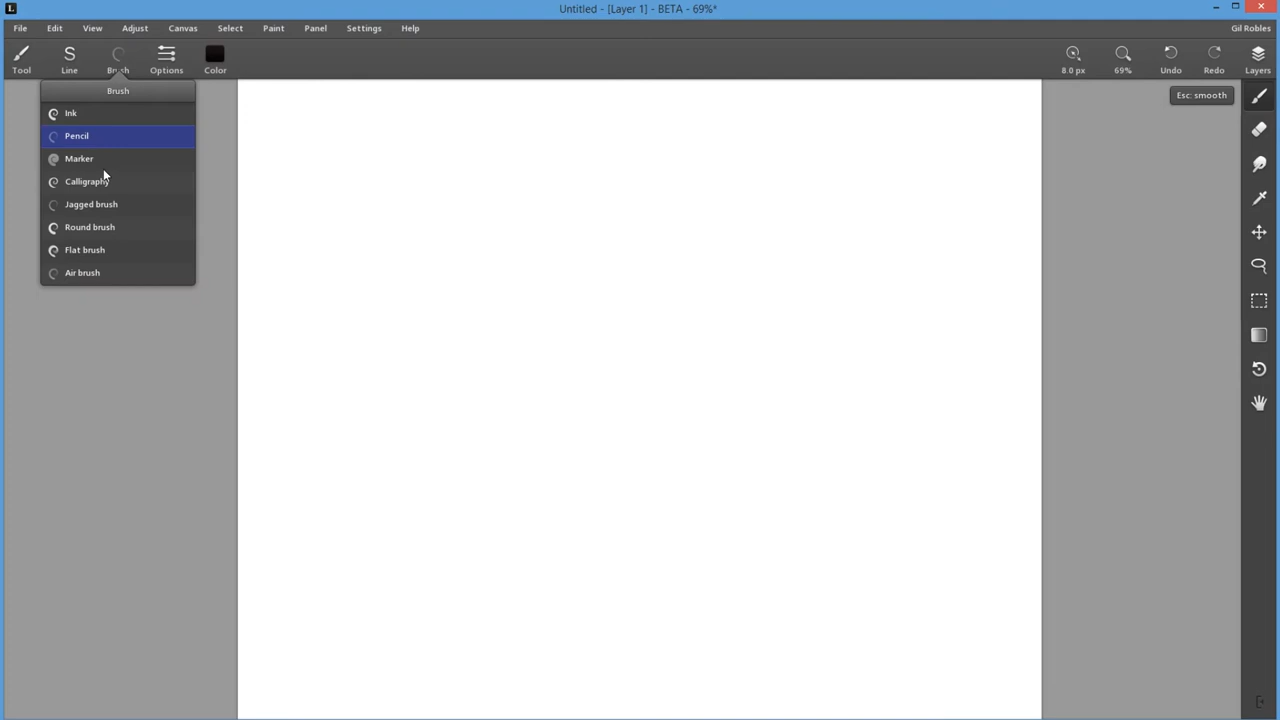 L
Untitled - [Layer 1] - BETA - 69%*
File Edit View Adjust Canvas Select Paint Panel Settings Help Gil Robles
S
Tool Line Brush Options Color 8.0 px 69% Undo Redo Layers
Brush
Esc: smooth
Ink
Pencil
Marker
Calligraphy
Jagged brush
Round brush
Flat brush
Air brush